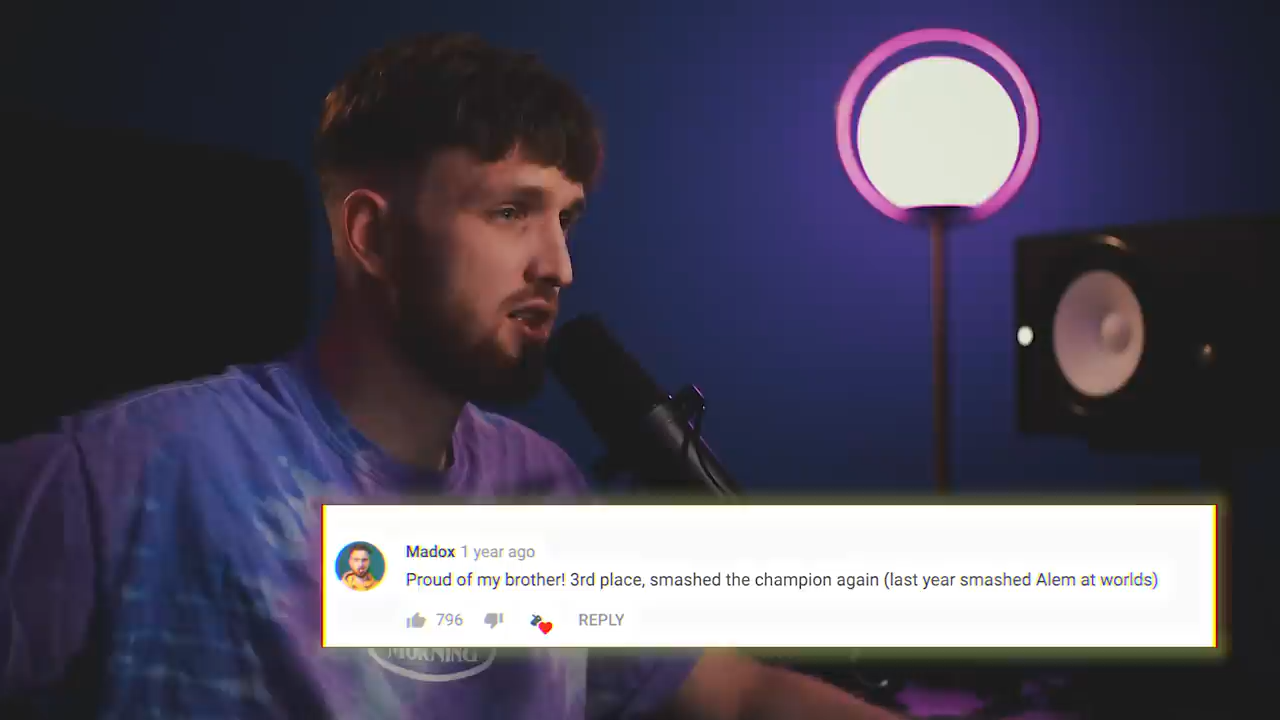 Madox 1 year ago
Proud of my brother! 3rd place, smashed the champion again (last year smashed Alem at worlds)
796 REPLY
MORNING